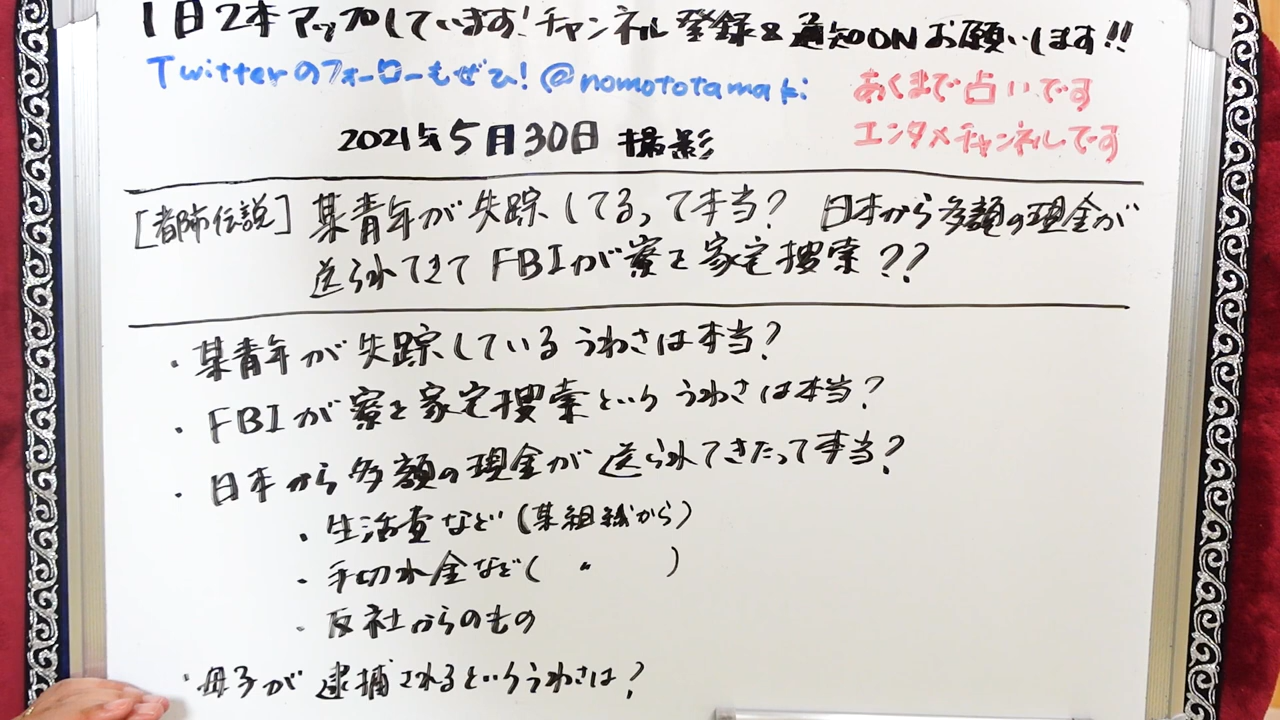 1日2本アップしています!チャンネル登録&通知ONお願いします!!
Twitterのフォローもぜひ!@nomototamaki
あくまで占いです
エンタメチャンネルです
2021年5月30日 撮影
[都市伝説] 某青年が失踪してるって本当? 日本から多額の現金が
送られてきて FBIが寮を家宅捜索??
・某青年が失踪しているうわさは本当?
・FBIが寮を家宅捜索といううわさは本当?
・日本から多額の現金が送られてきたって本当?
・生活費など(某組織から)
・手切れ金など( 〃 )
・反社からのもの
・母子が逮捕されるといううわさは?